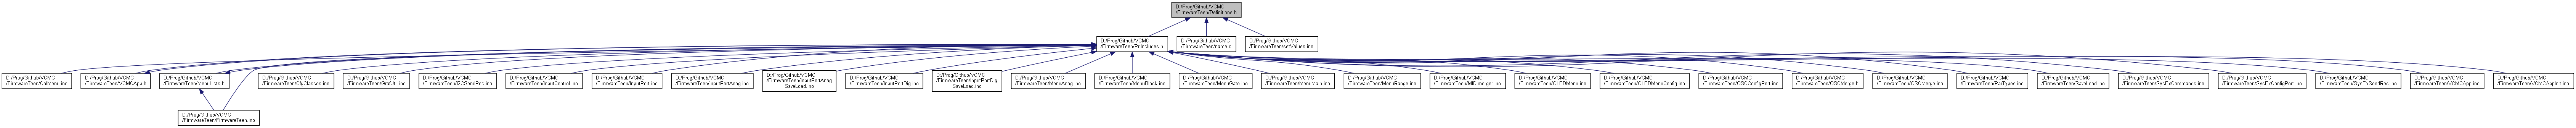 D:/Prog/Github/VCMC
/FirmwareTeen/Definitions.h
D:/Prog/Github/VCMC
/FirmwareTeen/PrjIncludes.h
D:/Prog/Github/VCMC
/FirmwareTeen/name.c
D:/Prog/Github/VCMC
/FirmwareTeen/setValues.ino
D:/Prog/Github/VCMC
/FirmwareTeen/CalMenu.ino
D:/Prog/Github/VCMC
/FirmwareTeen/VCMCApp.h
D:/Prog/Github/VCMC
/FirmwareTeen/MenuLists.h
D:/Prog/Github/VCMC
/FirmwareTeen/CfgClasses.ino
D:/Prog/Github/VCMC
/FirmwareTeen/GrafUtil.ino
D:/Prog/Github/VCMC
/FirmwareTeen/I2CSendRec.ino
D:/Prog/Github/VCMC
/FirmwareTeen/InputControl.ino
D:/Prog/Github/VCMC
/FirmwareTeen/InputPort.ino
D:/Prog/Github/VCMC
/FirmwareTeen/InputPortAnag.ino
D:/Prog/Github/VCMC
/FirmwareTeen/InputPortAnag
SaveLoad.ino
D:/Prog/Github/VCMC
/FirmwareTeen/InputPortDig.ino
D:/Prog/Github/VCMC
/FirmwareTeen/InputPortDig
SaveLoad.ino
D:/Prog/Github/VCMC
/FirmwareTeen/MenuAnag.ino
D:/Prog/Github/VCMC
/FirmwareTeen/MenuBlock.ino
D:/Prog/Github/VCMC
/FirmwareTeen/MenuGate.ino
D:/Prog/Github/VCMC
/FirmwareTeen/MenuMain.ino
D:/Prog/Github/VCMC
/FirmwareTeen/MenuRange.ino
D:/Prog/Github/VCMC
/FirmwareTeen/MIDImerger.ino
D:/Prog/Github/VCMC
/FirmwareTeen/OLEDMenu.ino
D:/Prog/Github/VCMC
/FirmwareTeen/OLEDMenuConfig.ino
D:/Prog/Github/VCMC
/FirmwareTeen/OSCConfigPort.ino
D:/Prog/Github/VCMC
/FirmwareTeen/OSCMerge.h
D:/Prog/Github/VCMC
/FirmwareTeen/OSCMerge.ino
D:/Prog/Github/VCMC
/FirmwareTeen/ParTypes.ino
D:/Prog/Github/VCMC
/FirmwareTeen/SaveLoad.ino
D:/Prog/Github/VCMC
/FirmwareTeen/SysExCommands.ino
D:/Prog/Github/VCMC
/FirmwareTeen/SysExConfigPort.ino
D:/Prog/Github/VCMC
/FirmwareTeen/SysExSendRec.ino
D:/Prog/Github/VCMC
/FirmwareTeen/VCMCApp.ino
D:/Prog/Github/VCMC
/FirmwareTeen/VCMCAppInit.ino
D:/Prog/Github/VCMC
/FirmwareTeen/FirmwareTeen.ino